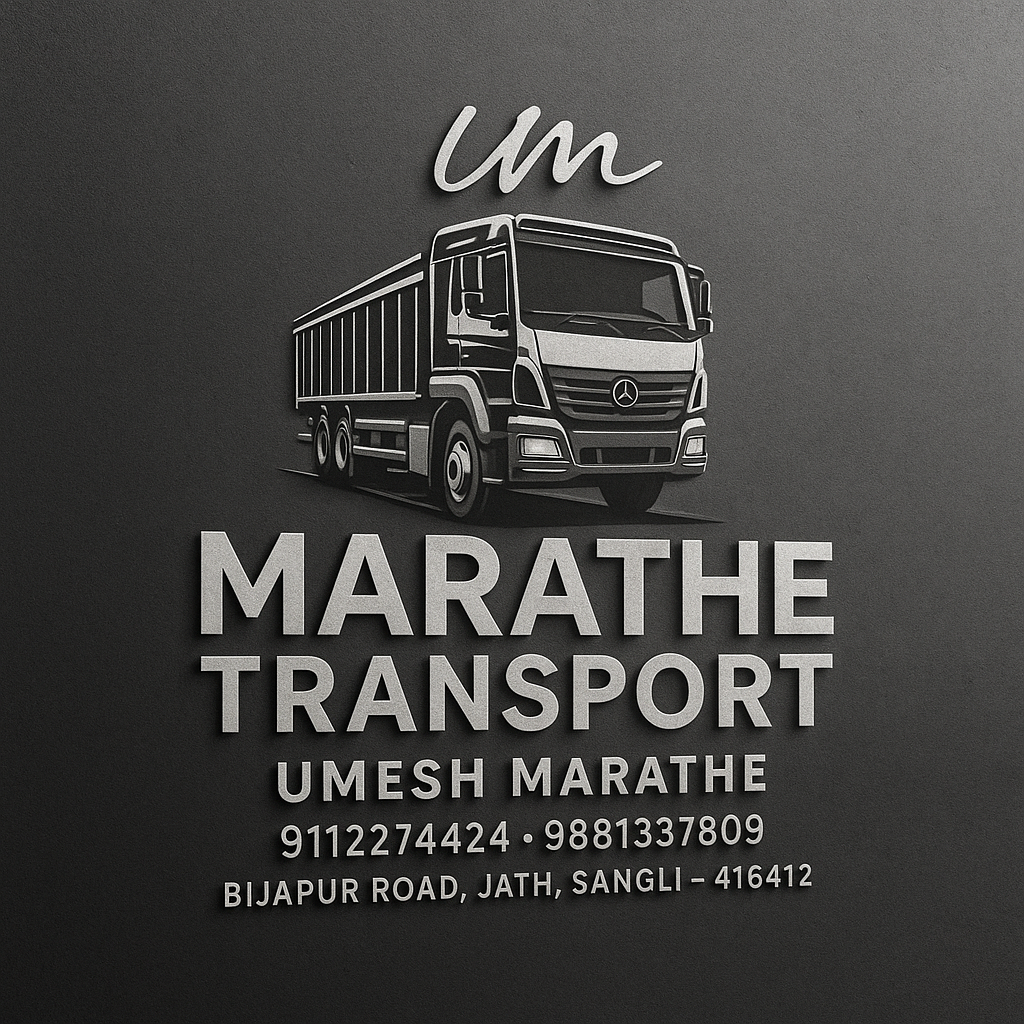 um
MARATHE
TRANSPORT
UMESH MARATHE
9112274424 • 9881337809
BIJAPUR ROAD, JATH, SANGLI – 416412